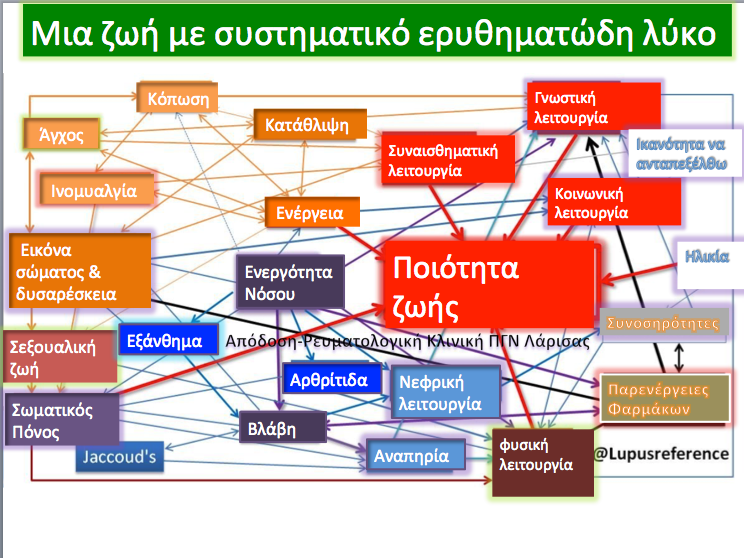 Μια ζωή με συστηματικό ερυθηματώδη λύκο
Κόπωση
Γνωστική
λειτουργία
Άγχος
Κατάθλιψη
Συναισθηματική
λειτουργία
Ικανότητα να
ανταπεξέλθω
Ινομυαλγία
Κοινωνική
λειτουργία
Ενέργεια
Εικόνα
σώματος &
δυσαρέσκεια
Ενεργότητα
Νόσου
Ποιότητα
ζωής
Ηλικία
Συνοσηρότητες
Εξάνθημα
Απόδοση-Ρευματολογική Κλινική ΠΓΝ Λάρισας
Σεξουαλική
ζωή
Αρθρίτιδα
Νεφρική
λειτουργία
Παρενέργειες
Φαρμάκων
Σωματικός
Πόνος
Βλάβη
Jaccoud's
Αναπηρία
φυσική
λειτουργία
@Lupusreference